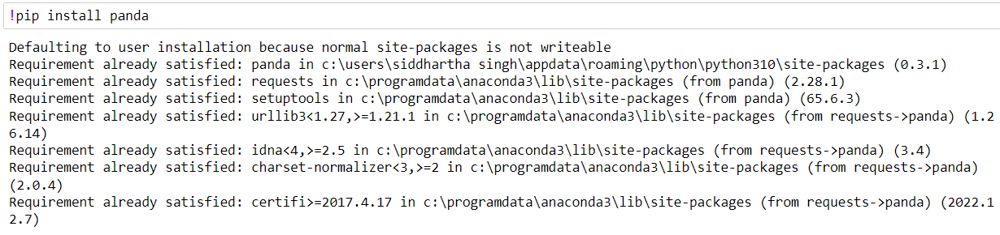 !pip install panda
Defaulting to user installation because normal site-packages is not writeable
Requirement already satisfied: panda in c:\users\siddhartha singh\appdata\roaming\python\python310\site-packages (0.3.1)
Requirement already satisfied: requests in c:\programdata\anaconda3\lib\site-packages (from panda) (2.28.1)
Requirement already satisfied: setuptools in c:\programdata\anaconda3\lib\site-packages (from panda) (65.6.3)
Requirement already satisfied: urllib3<1.27,>=1.21.1 in c:\programdata\anaconda3\lib\site-packages (from requests->panda) (1.2
6.14)
Requirement already satisfied: idna<4,>=2.5 in c:\programdata\anaconda3\lib\site-packages (from requests->panda) (3.4)
Requirement already satisfied: charset-normalizer<3,>=2 in c:\programdata\anaconda3\lib\site-packages (from requests->panda)
(2.0.4)
Requirement already satisfied: certifi>=2017.4.17 in c:\programdata\anaconda3\lib\site-packages (from requests->panda) (2022.1
2.7)